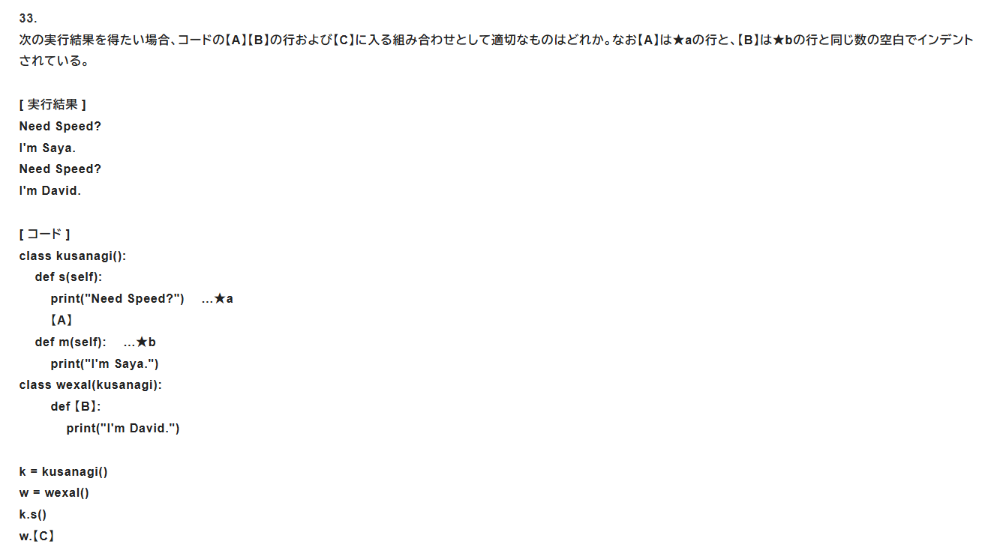 33.
次の実行結果を得たい場合、コードの【A】【B】の行および【C】に入る組み合わせとして適切なものはどれか。なお【A】は★aの行と、【B】は★bの行と同じ数の空白でインデント
されている。
[ 実行結果 ]
Need Speed?
I'm Saya.
Need Speed?
I'm David.
[ コード ]
class kusanagi():
def s(self):
print("Need Speed?") …★a
【A】
def m(self): …★b
print("I'm Saya.")
class wexal(kusanagi):
def【B】:
print("I'm David.")
k = kusanagi()
w = wexal()
k.s()
w.【C】